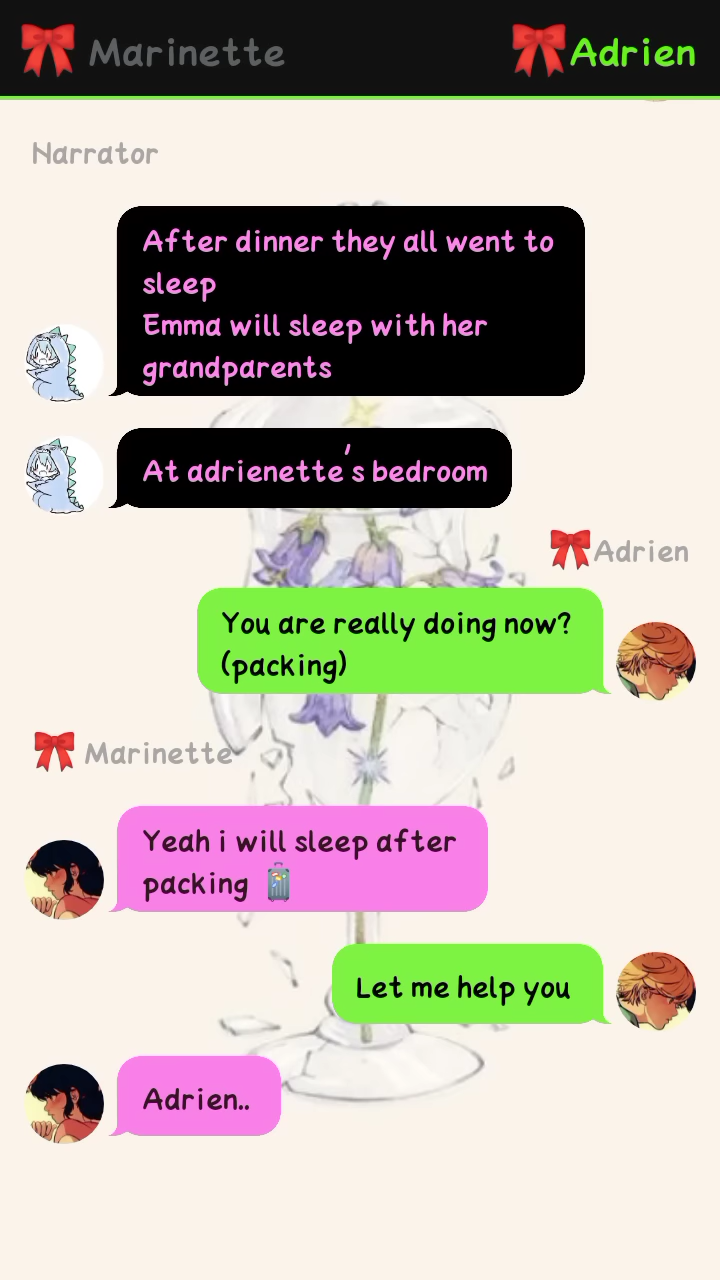 🎀 Marinette
🎀Adrien
Narrator
After dinner they all went to
sleep
Emma will sleep with her
grandparents
At adrienette's bedroom
🎀Adrien
You are really doing now?
(packing)
🎀 Marinette
Yeah i will sleep after
packing 🧳
Let me help you
Adrien..